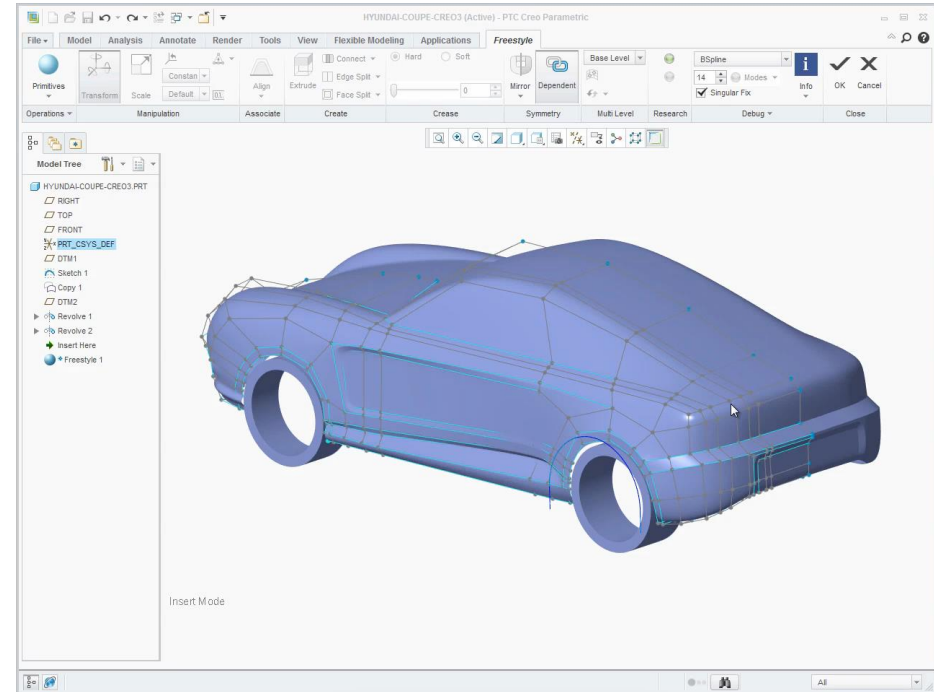 HYUNDAI-COUPE-CREO3 (Active) - PTC Creo Parametric
File Model Analysis Annotate Render Tools View Flexible Modeling Applications Freestyle
Primitives
Transform
Scale
Constan
Default
Align
Extrude
Connect
Edge Split
Face Split
Hard Soft
0
Mirror
Dependent
Base Level
BSpline
14 Modes
Singular Fix
Info
OK
Cancel
Operations Manipulation Associate Create Crease Symmetry Multi Level Research Debug Close
Model Tree
HYUNDAI-COUPE-CREO3.PRT
RIGHT
TOP
FRONT
PRT_CSYS_DEF
DTM1
Sketch 1
Copy 1
DTM2
Revolve 1
Revolve 2
Insert Here
Freestyle 1
Insert Mode
All